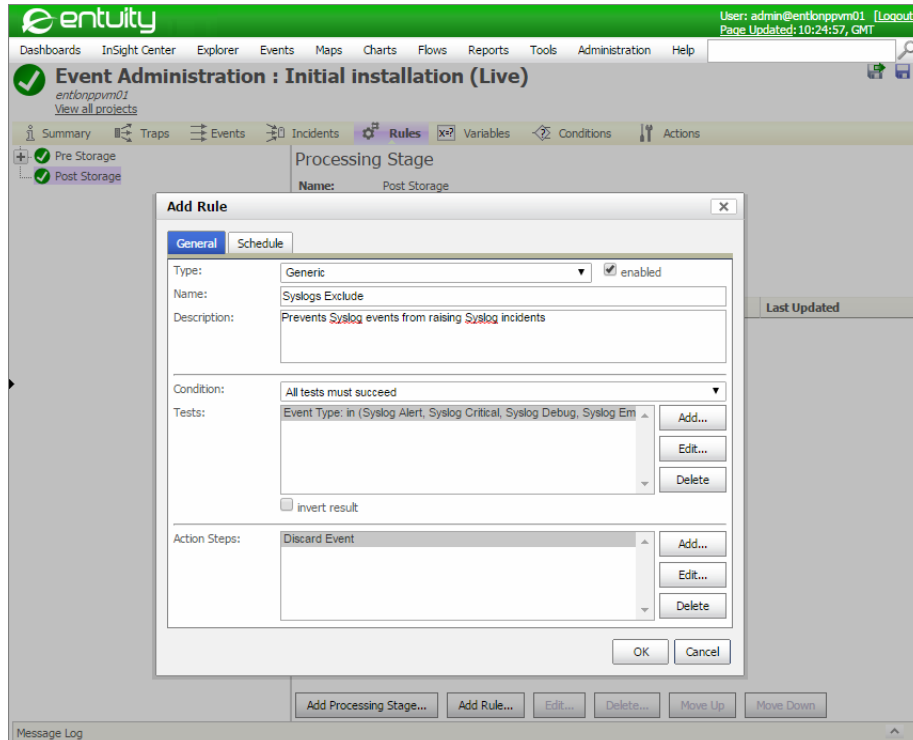 entuity
User: admin@entlonppvm01 [Logout
Page Updated: 10:24:57, GMT
Dashboards InSight Center Explorer Events Maps Charts Flows Reports Tools Administration Help
Event Administration : Initial installation (Live)
entlonppvm01
View all projects
Summary Traps Events Incidents Rules Variables Conditions Actions
Pre Storage
Post Storage
Processing Stage
Name: Post Storage
Add Rule
General Schedule
Type: Generic enabled
Name: Syslogs Exclude
Description: Prevents Syslog events from raising Syslog incidents
Last Updated
Condition: All tests must succeed
Tests: Event Type: in (Syslog Alert, Syslog Critical, Syslog Debug, Syslog Em
Add...
Edit...
Delete
invert result
Action Steps: Discard Event
Add...
Edit...
Delete
OK Cancel
Add Processing Stage... Add Rule... Edit... Delete... Move Up Move Down
Message Log